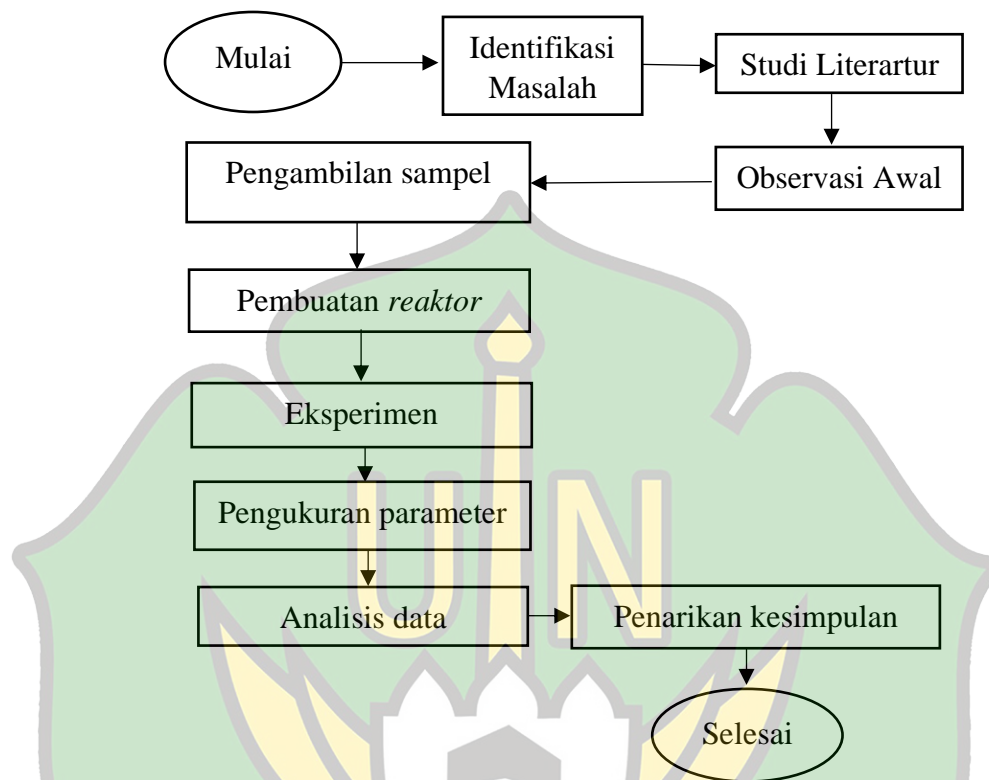 Mulai
Identifikasi
Masalah
Studi Literartur
Observasi Awal
Pengambilan sampel
Pembuatan reaktor
Eksperimen
Pengukuran parameter
Analisis data
Penarikan kesimpulan
Selesai
UIN